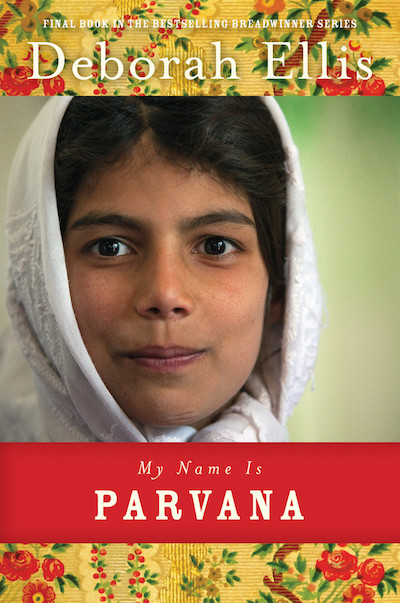 FINAL BOOK IN THE BESTSELLING BREADWINNER SERIES
Deborah Ellis
My Name Is
PARVANA